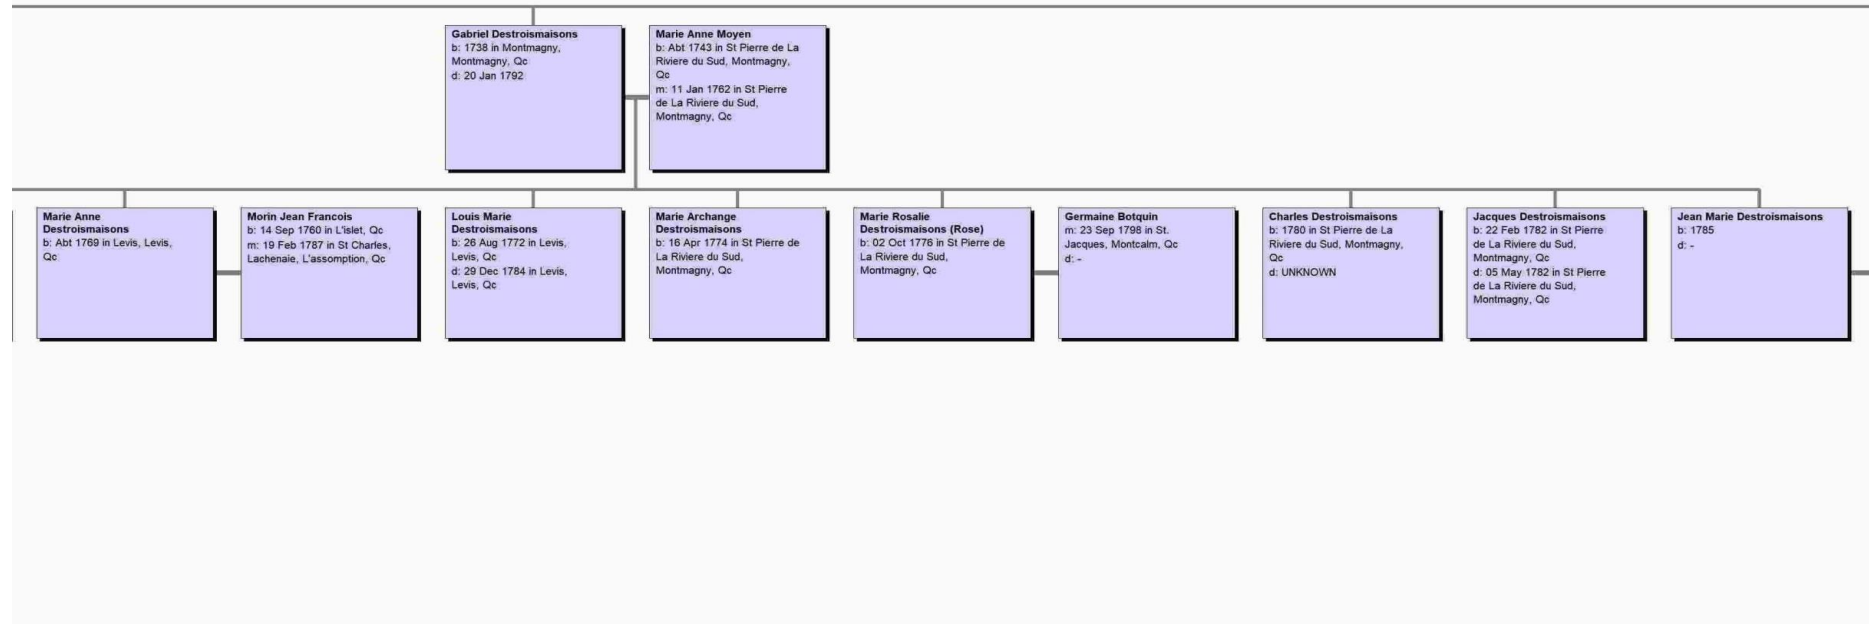 Gabriel Destroismaisons
b: 1738 in Montmagny,
Montmagny, Qc
d: 20 Jan 1792
Marie Anne Moyen
b: Abt 1743 in St Pierre de La
Riviere du Sud, Montmagny,
Qc
m: 11 Jan 1762 in St Pierre
de La Riviere du Sud,
Montmagny, Qc
Marie Anne
Destroismaisons
b: Abt 1769 in Levis, Levis,
Qc
Morin Jean Francois
b: 14 Sep 1760 in L'islet, Qc
m: 19 Feb 1787 in St Charles,
Lachenaie, L'assomption, Qc
Louis Marie
Destroismaisons
b: 26 Aug 1772 in Levis,
Levis, Qc
d: 29 Dec 1784 in Levis,
Levis, Qc
Marie Archange
Destroismaisons
b: 16 Apr 1774 in St Pierre de
La Riviere du Sud,
Montmagny, Qc
Marie Rosalie
Destroismaisons (Rose)
b: 02 Oct 1776 in St Pierre de
La Riviere du Sud,
Montmagny, Qc
Germaine Botquin
m: 23 Sep 1798 in St.
Jacques, Montcalm, Qc
d: -
Charles Destroismaisons
b: 1780 in St Pierre de La
Riviere du Sud, Montmagny,
Qc
d: UNKNOWN
Jacques Destroismaisons
b: 22 Feb 1782 in St Pierre
de La Riviere du Sud,
Montmagny, Qc
d: 05 May 1782 in St Pierre
de La Riviere du Sud,
Montmagny, Qc
Jean Marie Destroismaisons
b: 1785
d: -